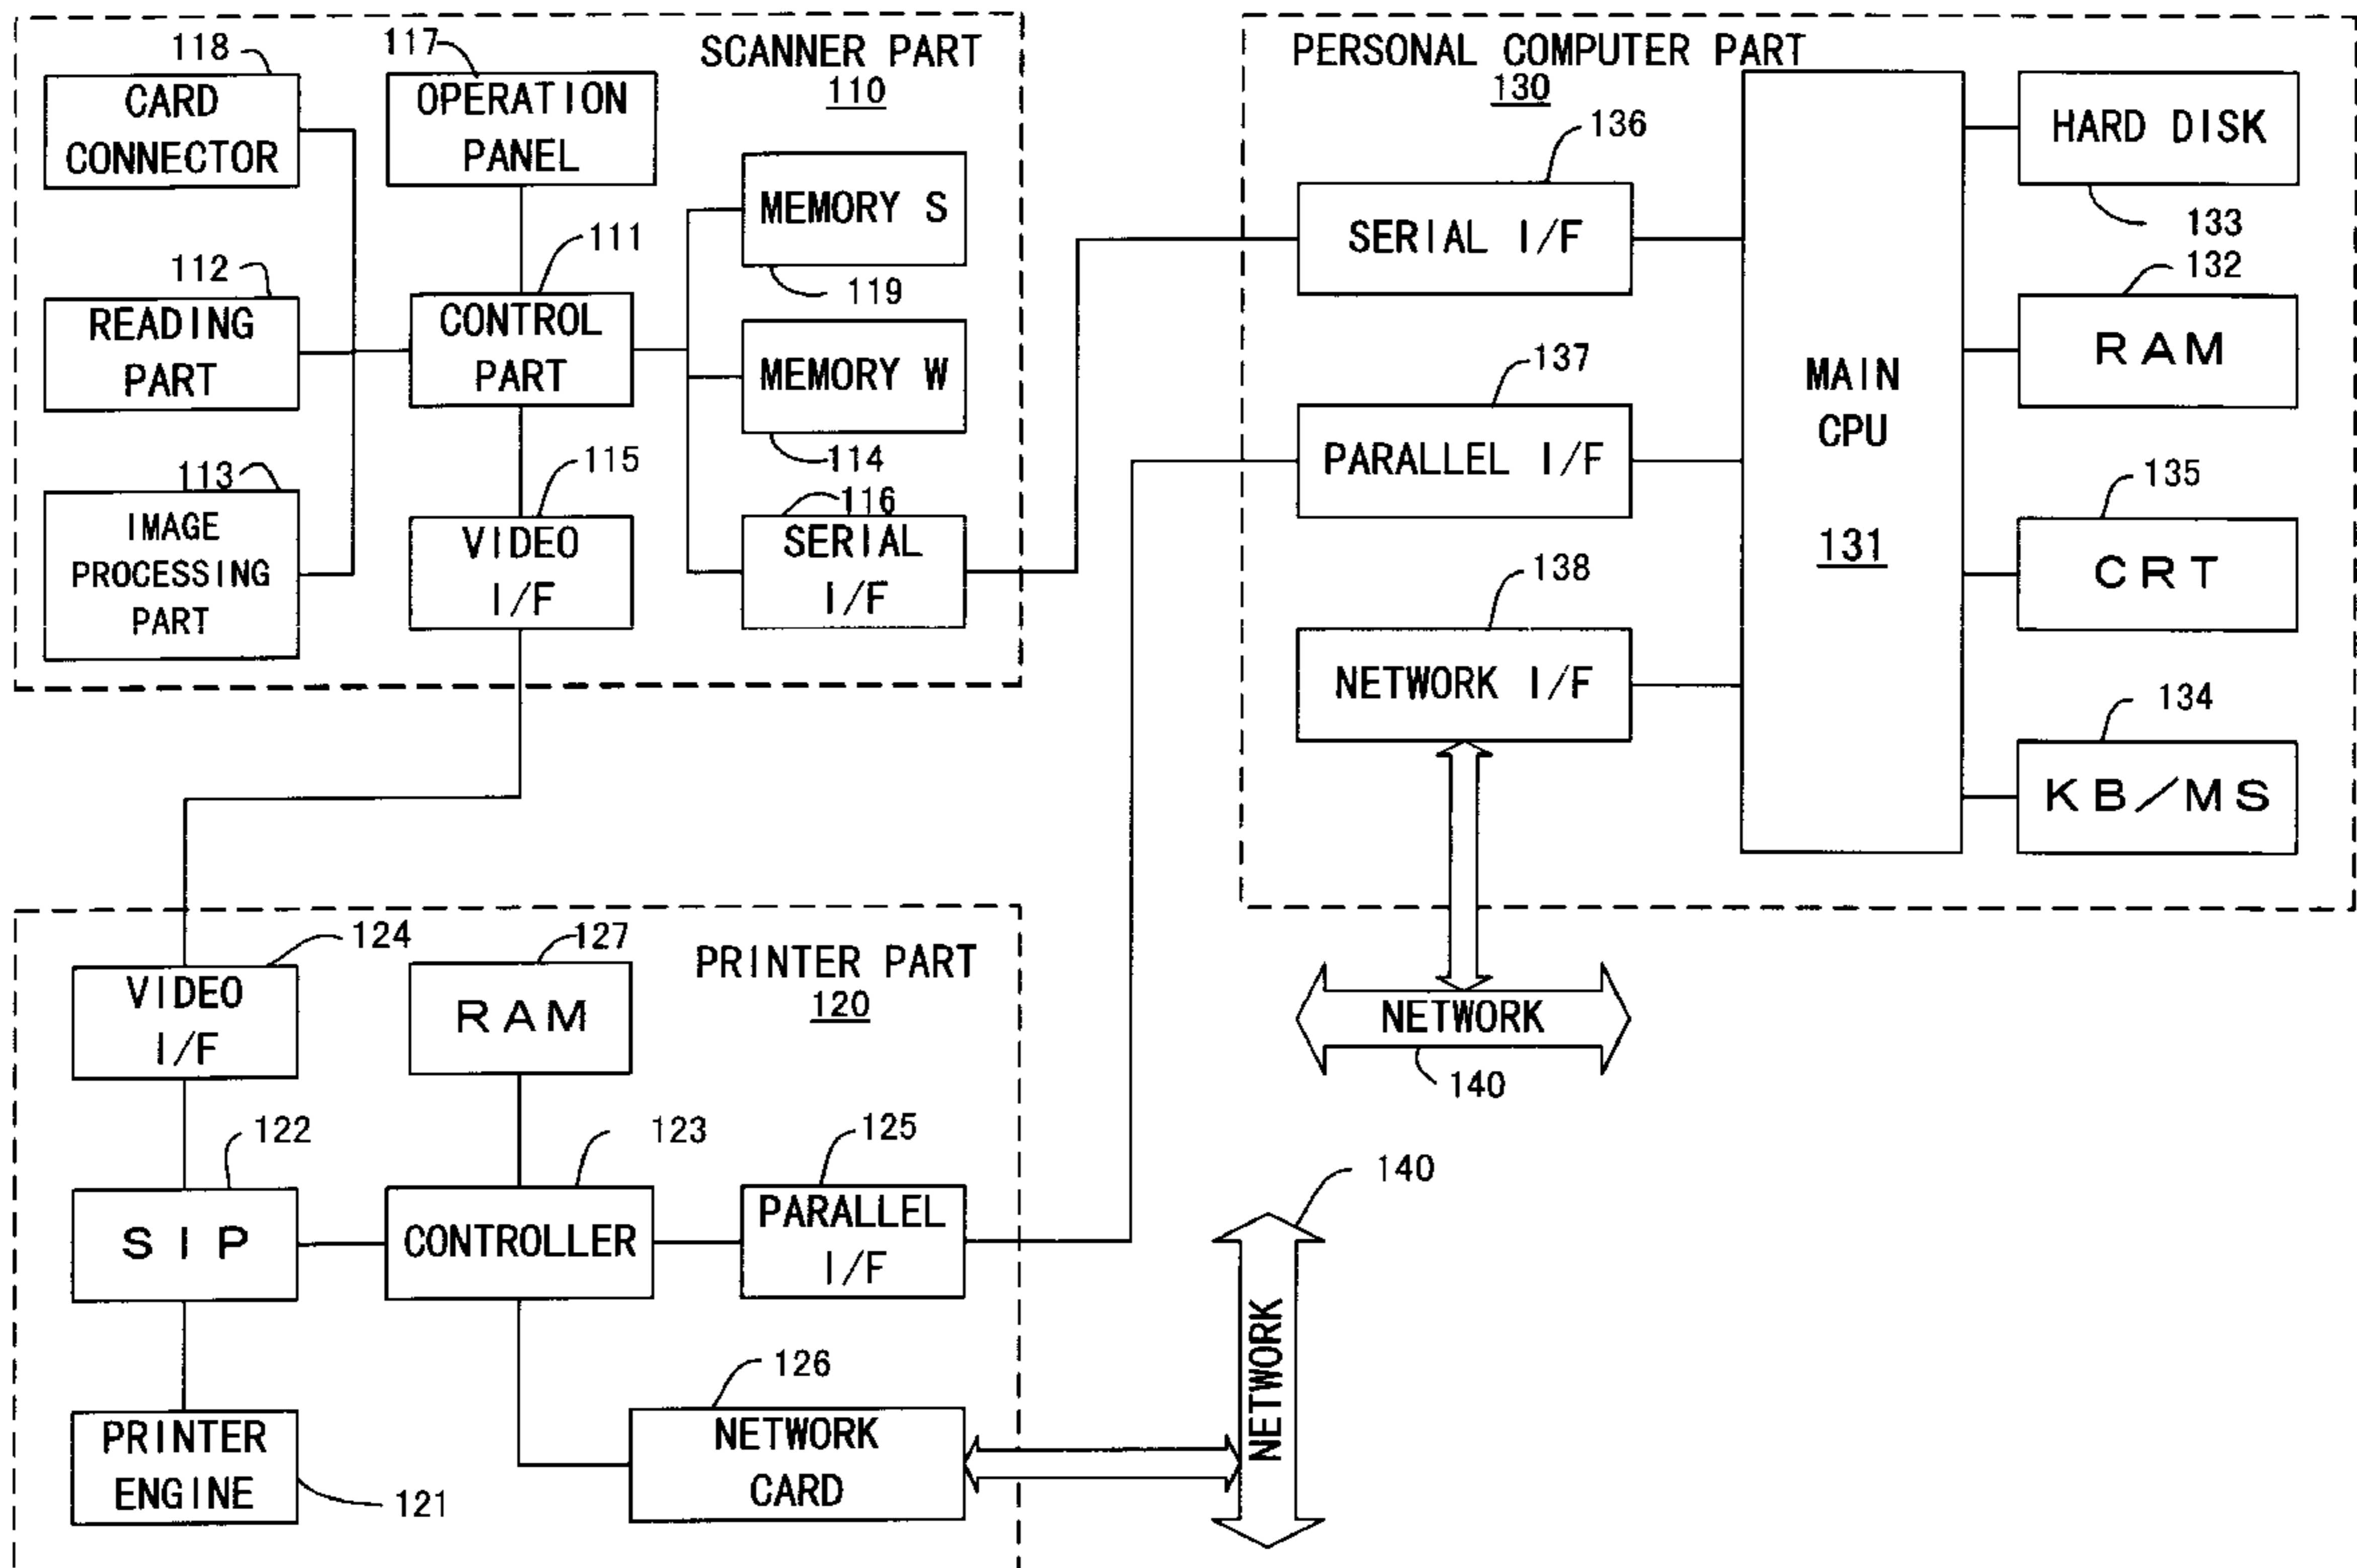 SCANNER PART
110
118
CARD
CONNECTOR
117
OPERATION
PANEL
MEMORY S
119
112
READING
PART
111
CONTROL
PART
MEMORY W
114
113
IMAGE
PROCESSING
PART
115
VIDEO
I/F
116
SERIAL
I/F
PERSONAL COMPUTER PART
130
136
SERIAL I/F
137
PARALLEL I/F
138
NETWORK I/F
MAIN
CPU
131
HARD DISK
133
132
RAM
135
CRT
134
KB/MS
NETWORK
140
PRINTER PART
120
124
VIDEO
I/F
127
RAM
122
SIP
123
CONTROLLER
125
PARALLEL
I/F
126
NETWORK
CARD
PRINTER
ENGINE
121
140
NETWORK